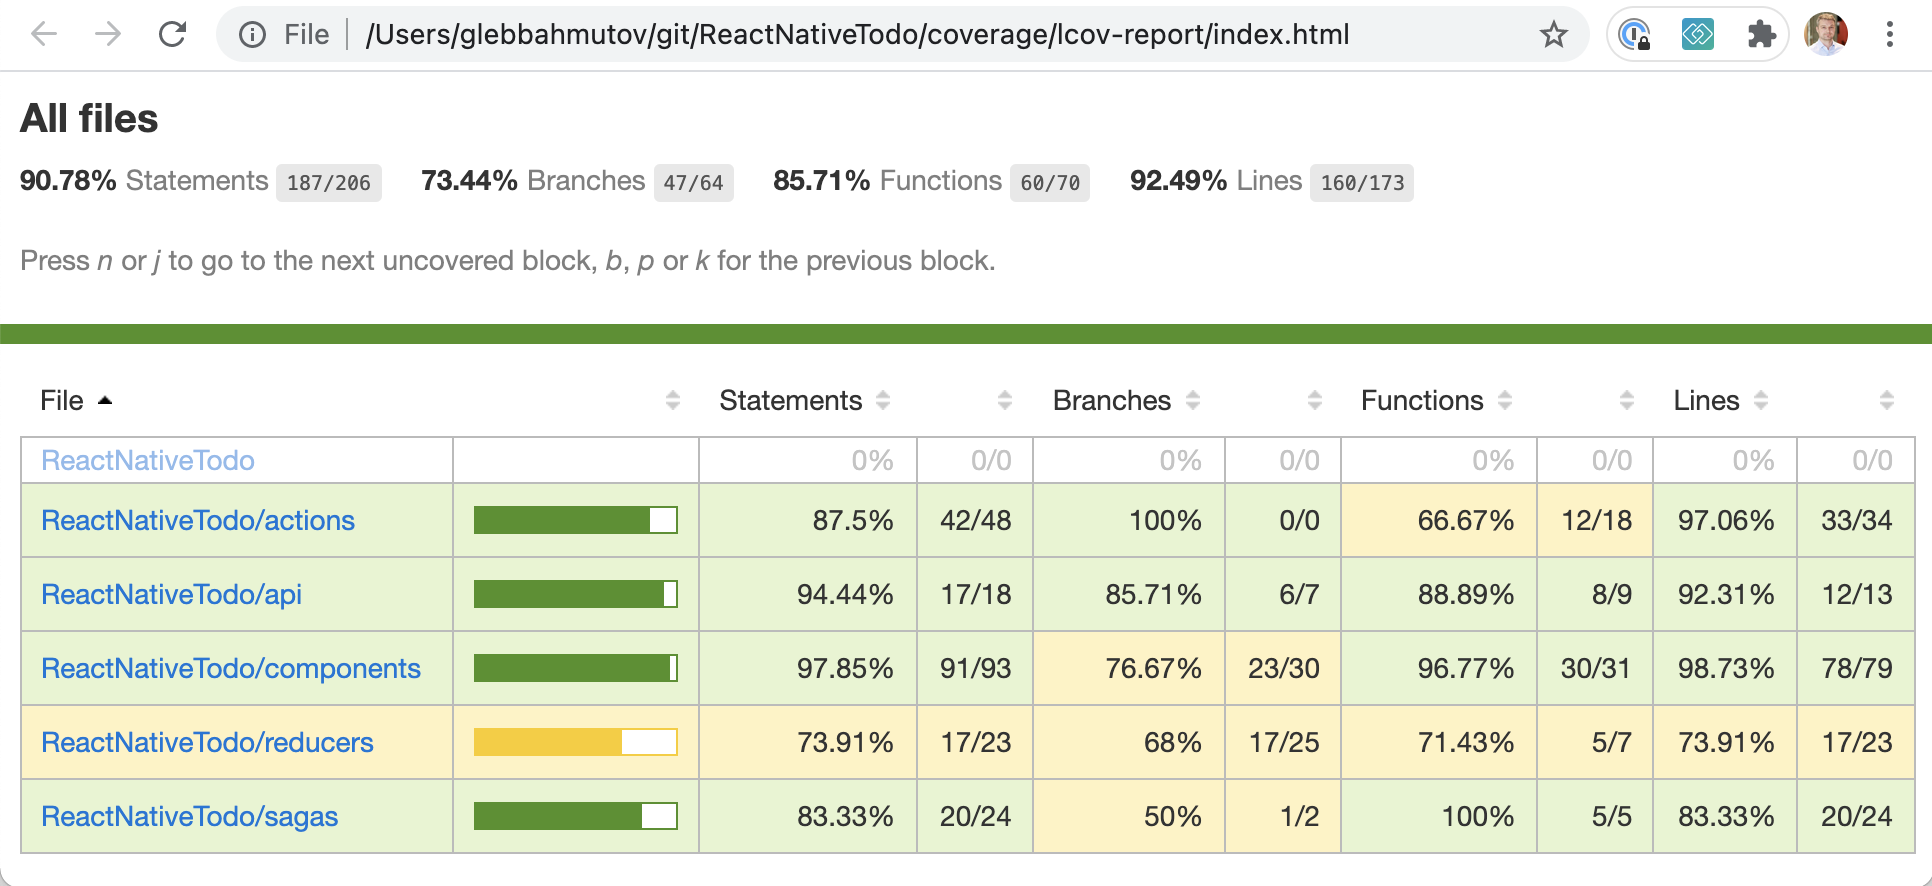 File /Users/glebbahmutov/git/ReactNativeTodo/coverage/lcov-report/index.html
All files
90.78% Statements 187/206 73.44% Branches 47/64 85.71% Functions 60/70 92.49% Lines 160/173
Press n or j to go to the next uncovered block, b, p or k for the previous block.
File Statements Branches Functions Lines
ReactNativeTodo 0% 0/0 0% 0/0 0% 0/0 0% 0/0
ReactNativeTodo/actions 87.5% 42/48 100% 0/0 66.67% 12/18 97.06% 33/34
ReactNativeTodo/api 94.44% 17/18 85.71% 6/7 88.89% 8/9 92.31% 12/13
ReactNativeTodo/components 97.85% 91/93 76.67% 23/30 96.77% 30/31 98.73% 78/79
ReactNativeTodo/reducers 73.91% 17/23 68% 17/25 71.43% 5/7 73.91% 17/23
ReactNativeTodo/sagas 83.33% 20/24 50% 1/2 100% 5/5 83.33% 20/24